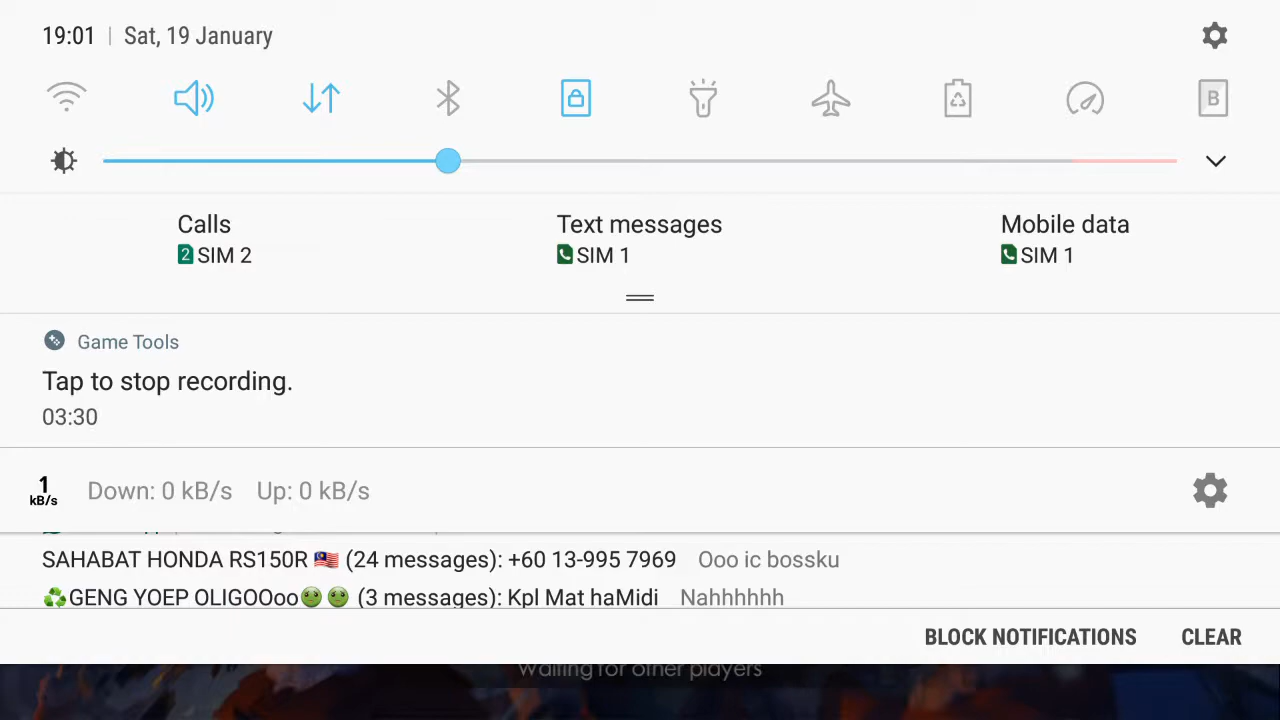 19:01 | Sat, 19 January
B
Calls
2 SIM 2
Text messages
SIM 1
Mobile data
SIM 1
Game Tools
Tap to stop recording.
03:30
1 kB/s
Down: 0 kB/s Up: 0 kB/s
SAHABAT HONDA RS150R 🇲🇾 (24 messages): +60 13-995 7969 Ooo ic bossku
♻️GENG YOEP OLIGOOoo🤢🤢 (3 messages): Kpl Mat haMidi Nahhhhhh
BLOCK NOTIFICATIONS CLEAR
Waiting for other players